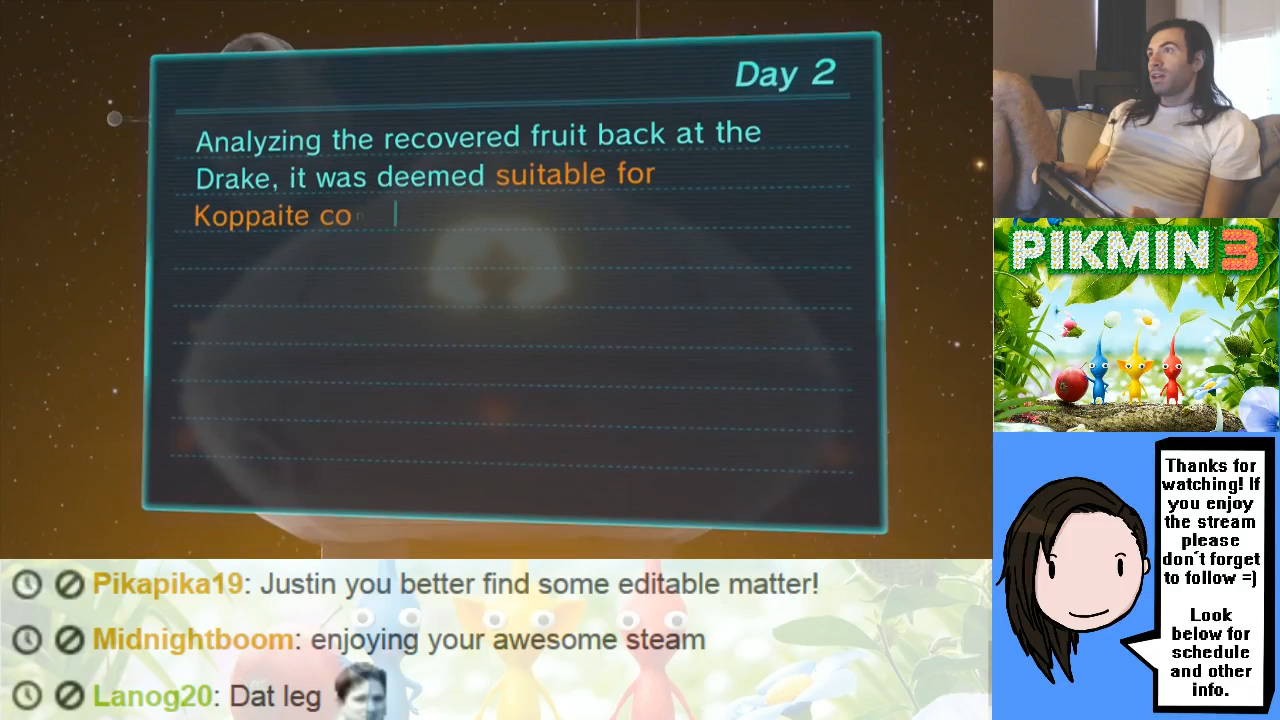 Day 2
Analyzing the recovered fruit back at the
Drake, it was deemed suitable for
Koppaite con
PIKMIN 3
Thanks for
watching! If
you enjoy
the stream
please
don´t forget
to follow =)
Look
below for
schedule
and other
info.
Pikapika19: Justin you better find some editable matter!
Midnightboom: enjoying your awesome steam
Lanog20: Dat leg